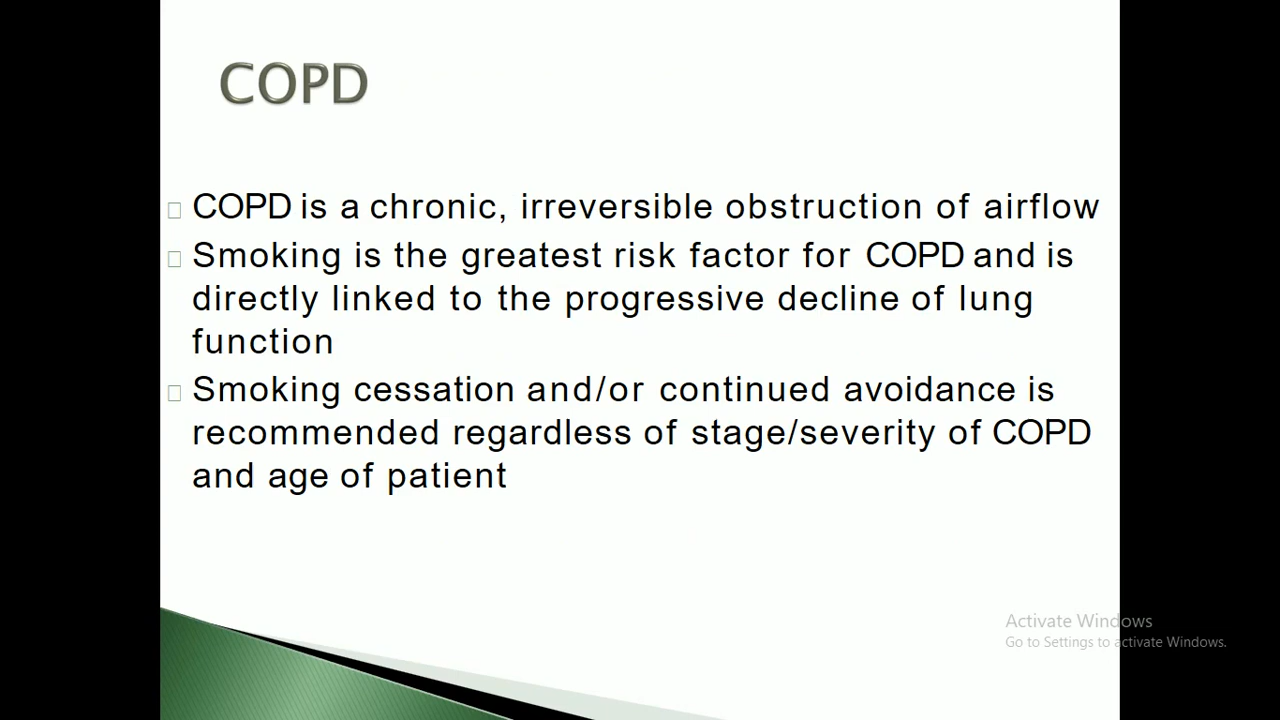 COPD
COPD is a chronic, irreversible obstruction of airflow
Smoking is the greatest risk factor for COPD and is
directly linked to the progressive decline of lung
function
Smoking cessation and/or continued avoidance is
recommended regardless of stage/severity of COPD
and age of patient
Activate Windows
Go to Settings to activate Windows.